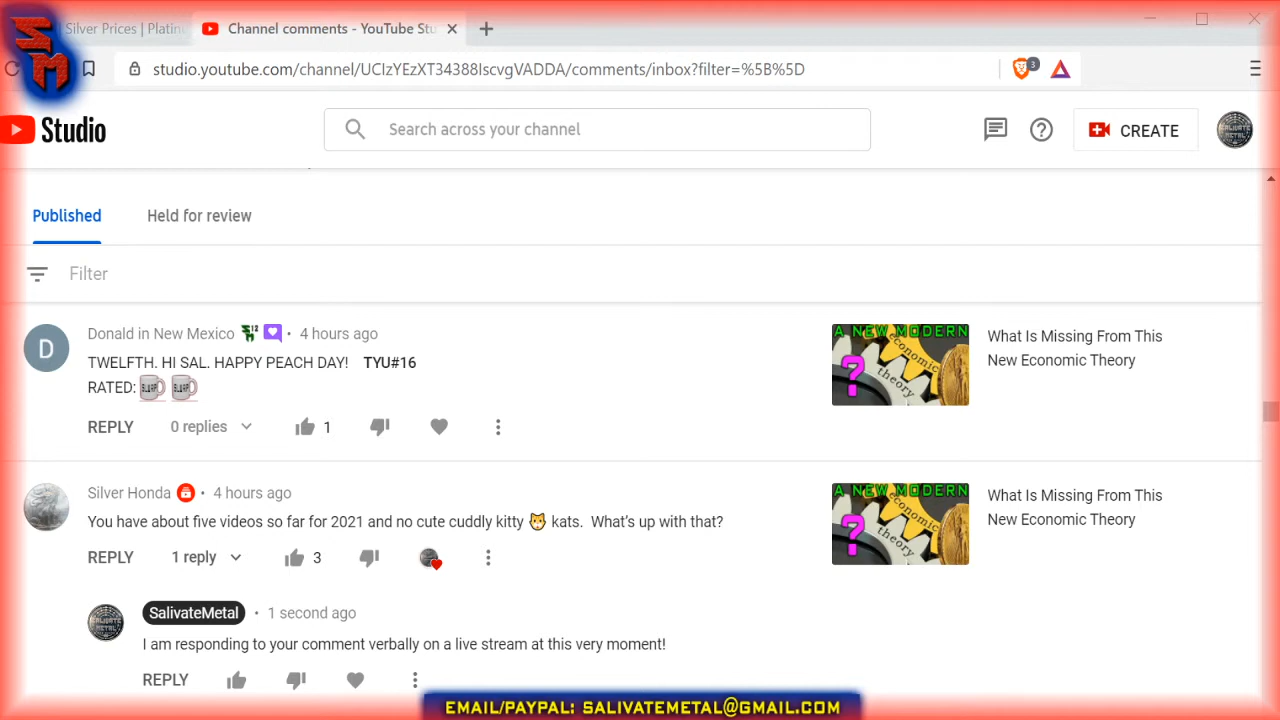 SM
Silver Prices | Platin
Channel comments - YouTube Stu
studio.youtube.com/channel/UCIzYEzXT34388IscvgVADDA/comments/inbox?filter=%5B%5D
3
Studio
Search across your channel
CREATE
Published
Held for review
Filter
D
Donald in New Mexico • 4 hours ago
TWELFTH. HI SAL. HAPPY PEACH DAY! TYU#16
RATED:
REPLY 0 replies 1
A NEW MODERN
economic
theory
?
What Is Missing From This
New Economic Theory
Silver Honda • 4 hours ago
You have about five videos so far for 2021 and no cute cuddly kitty kats. What's up with that?
REPLY 1 reply 3
A NEW MODERN
economic
theory
?
What Is Missing From This
New Economic Theory
SalivateMetal • 1 second ago
I am responding to your comment verbally on a live stream at this very moment!
REPLY
EMAIL/PAYPAL: SALIVATEMETAL@GMAIL.COM